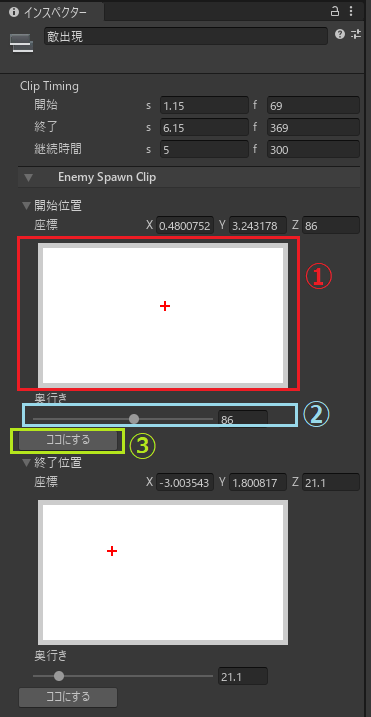 インスペクター
敵出現
Clip Timing
開始 s 1.15 f 69
終了 s 6.15 f 369
継続時間 s 5 f 300
Enemy Spawn Clip
開始位置
座標 X 0.4800752 Y 3.243178 Z 86
①
奥行き
86 ②
ココにする ③
終了位置
座標 X -3.003543 Y 1.800817 Z 21.1
奥行き
21.1
ココにする